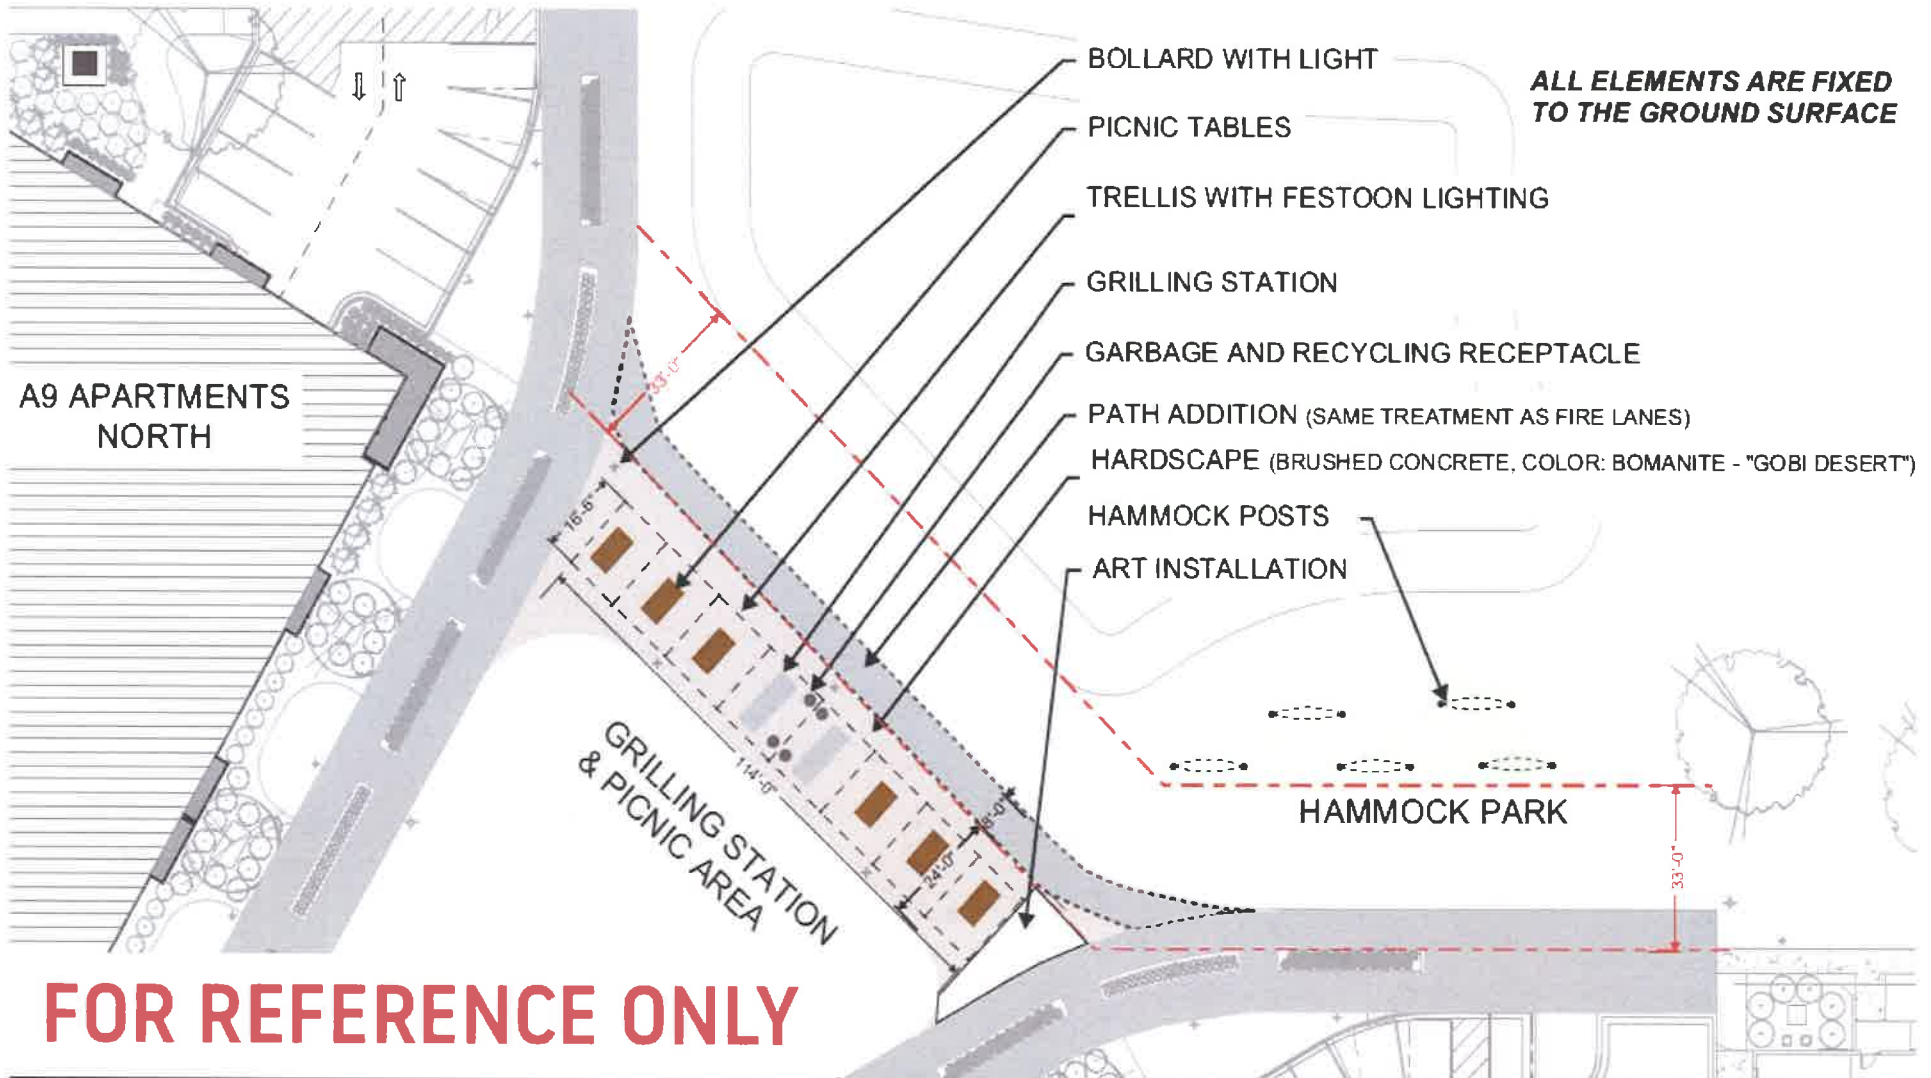 BOLLARD WITH LIGHT
ALL ELEMENTS ARE FIXED
TO THE GROUND SURFACE
PICNIC TABLES
TRELLIS WITH FESTOON LIGHTING
GRILLING STATION
GARBAGE AND RECYCLING RECEPTACLE
PATH ADDITION (SAME TREATMENT AS FIRE LANES)
HARDSCAPE (BRUSHED CONCRETE, COLOR: BOMANITE - "GOBI DESERT")
HAMMOCK POSTS
ART INSTALLATION
A9 APARTMENTS
NORTH
33'-0"
16'-6"
114'-0"
8'-0"
24'-0"
GRILLING STATION
& PICNIC AREA
HAMMOCK PARK
33'-0"
FOR REFERENCE ONLY